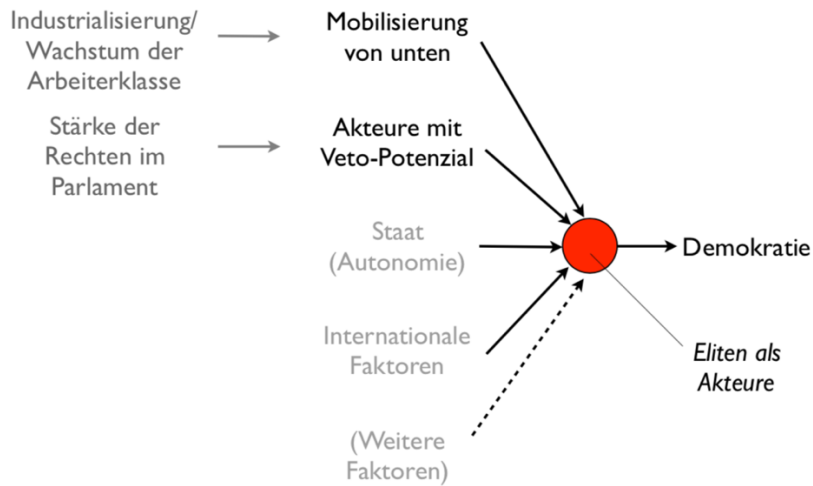 Industrialisierung/
Wachstum der
Arbeiterklasse
Mobilisierung
von unten
Stärke der
Rechten im
Parlament
Akteure mit
Veto-Potenzial
Staat
(Autonomie)
Demokratie
Internationale
Faktoren
Eliten als
Akteure
(Weitere
Faktoren)